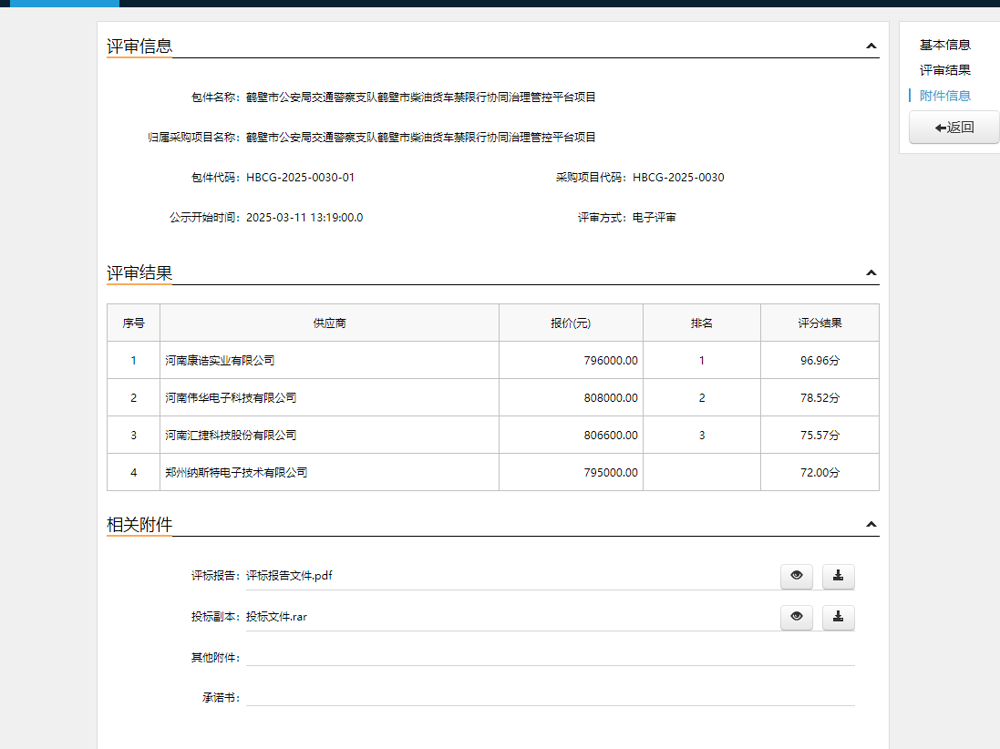 评审信息
包件名称：鹤壁市公安局交通警察支队鹤壁市柴油货车禁限行协同治理管控平台项目
归属采购项目名称：鹤壁市公安局交通警察支队鹤壁市柴油货车禁限行协同治理管控平台项目
包件代码：HBCG-2025-0030-01 采购项目代码：HBCG-2025-0030
公示开始时间：2025-03-11 13:19:00.0 评审方式：电子评审
评审结果
序号 供应商 报价(元) 排名 评分结果
1 河南康诰实业有限公司 796000.00 1 96.96分
2 河南伟华电子科技有限公司 808000.00 2 78.52分
3 河南汇捷科技股份有限公司 806600.00 3 75.57分
4 郑州纳斯特电子技术有限公司 795000.00 72.00分
相关附件
评标报告：评标报告文件.pdf
投标副本：投标文件.rar
其他附件：
承诺书：
基本信息
评审结果
附件信息
返回